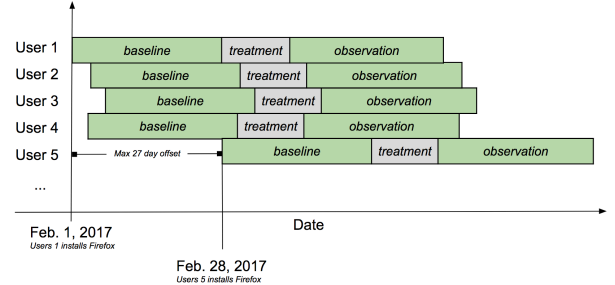 User 1 baseline treatment observation
User 2 baseline treatment observation
User 3 baseline treatment observation
User 4 baseline treatment observation
User 5 Max 27 day offset baseline treatment observation
...
Date
Feb. 1, 2017
Users 1 installs Firefox
Feb. 28, 2017
Users 5 installs Firefox